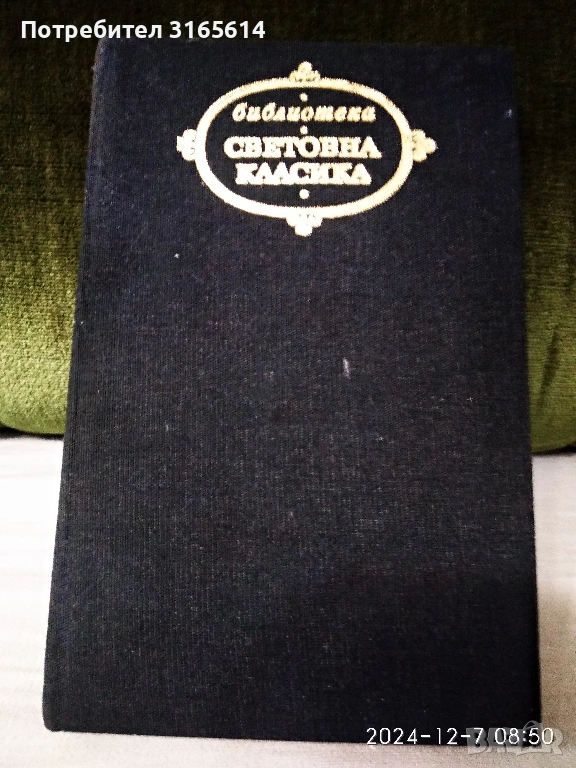 Потребител 3165614
библиотека
СВЕТОВНА
КЛАСИКА
2024-12-7 08:50